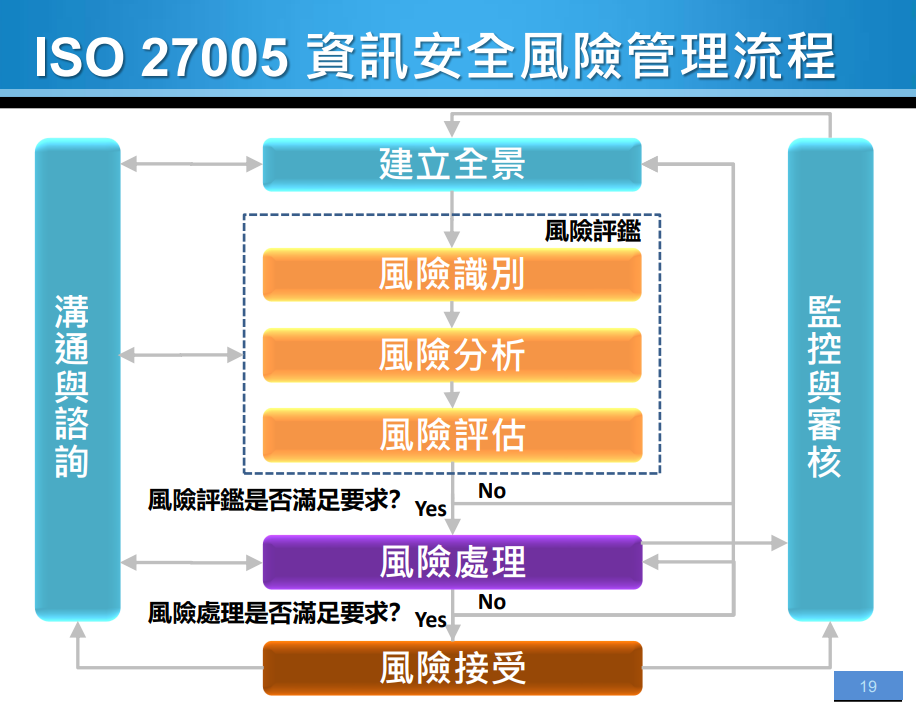 ISO 27005 資訊安全風險管理流程
建立全景
風險評鑑
風險識別
風險分析
風險評估
溝通與諮詢
監控與審核
風險評鑑是否滿足要求?
Yes
No
風險處理
風險處理是否滿足要求?
Yes
No
風險接受
19